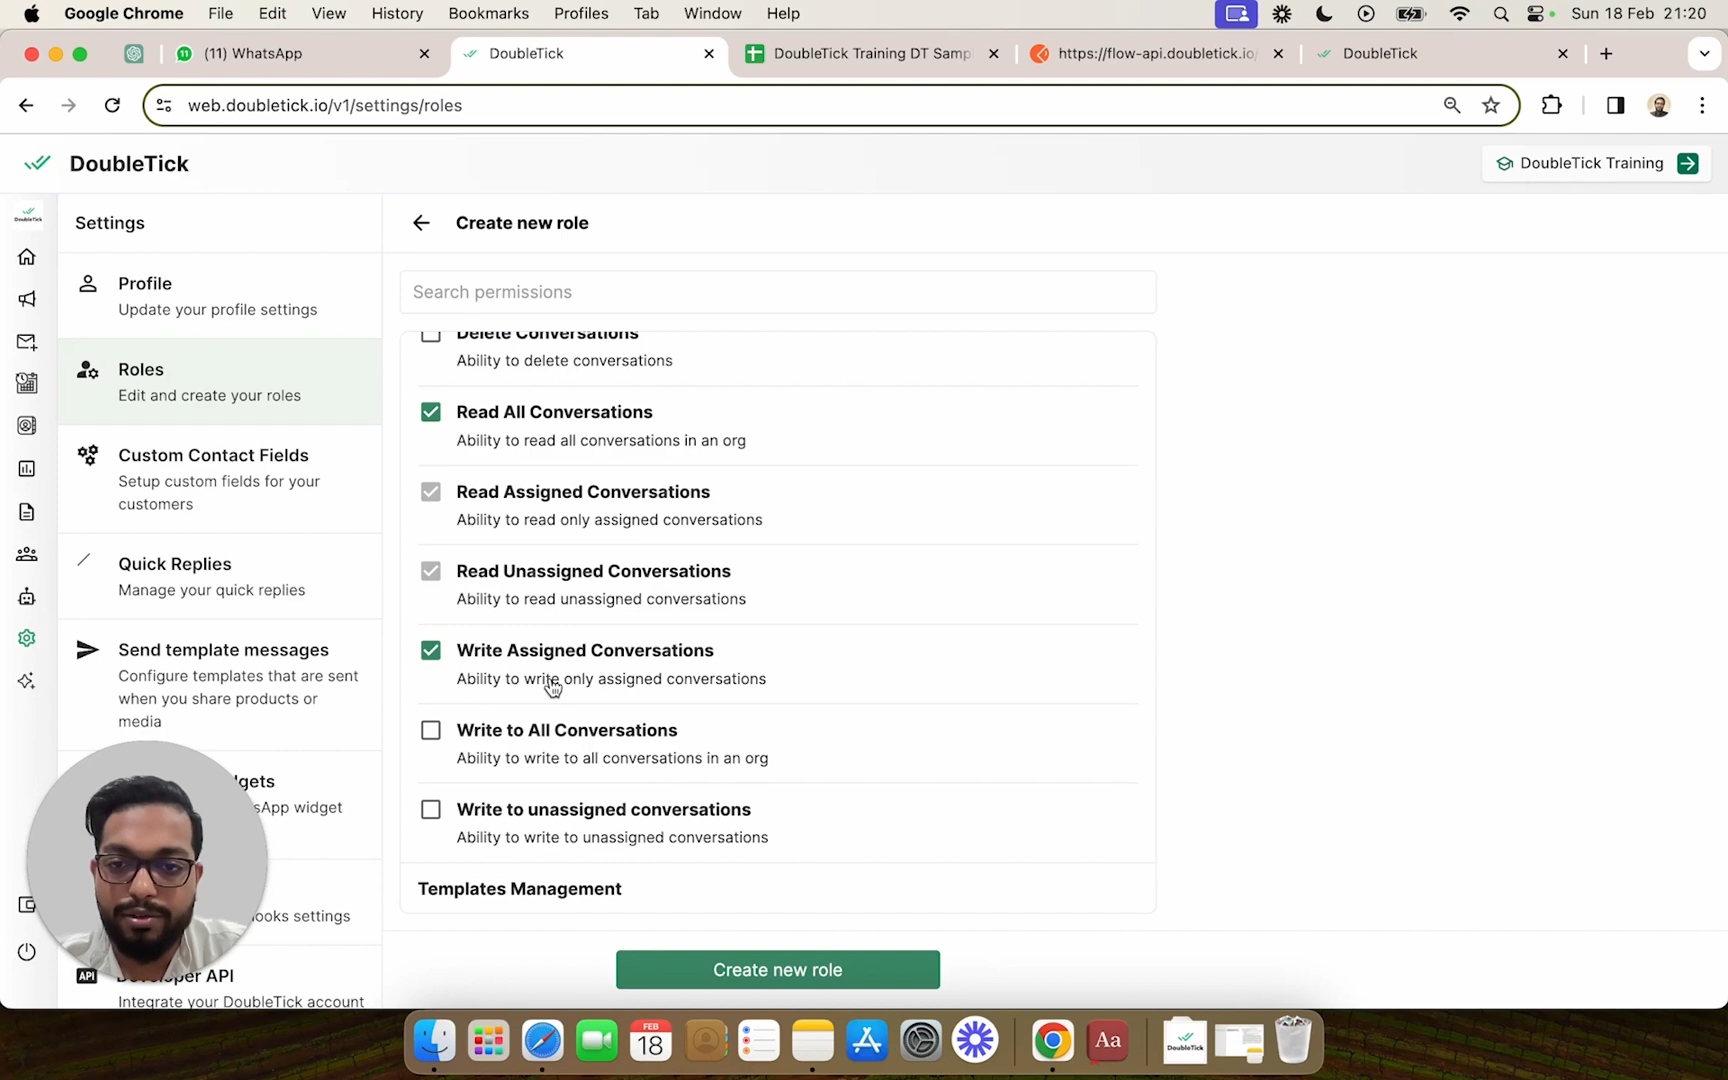 Google Chrome File Edit View History Bookmarks Profiles Tab Window Help Sun 18 Feb 21:20
(11) WhatsApp DoubleTick DoubleTick Training DT Samp https://flow-api.doubletick.io/ DoubleTick
web.doubletick.io/v1/settings/roles
DoubleTick
DoubleTick Training
Settings
Profile
Update your profile settings
Roles
Edit and create your roles
Custom Contact Fields
Setup custom fields for your
customers
Quick Replies
Manage your quick replies
Send template messages
Configure templates that are sent
when you share products or
media
dgets
sApp widget
ooks settings
API
Developer API
Integrate your DoubleTick account
Create new role
Search permissions
Delete Conversations
Ability to delete conversations
Read All Conversations
Ability to read all conversations in an org
Read Assigned Conversations
Ability to read only assigned conversations
Read Unassigned Conversations
Ability to read unassigned conversations
Write Assigned Conversations
Ability to write only assigned conversations
Write to All Conversations
Ability to write to all conversations in an org
Write to unassigned conversations
Ability to write to unassigned conversations
Templates Management
Create new role
FEB
18
Aa
DoubleTick